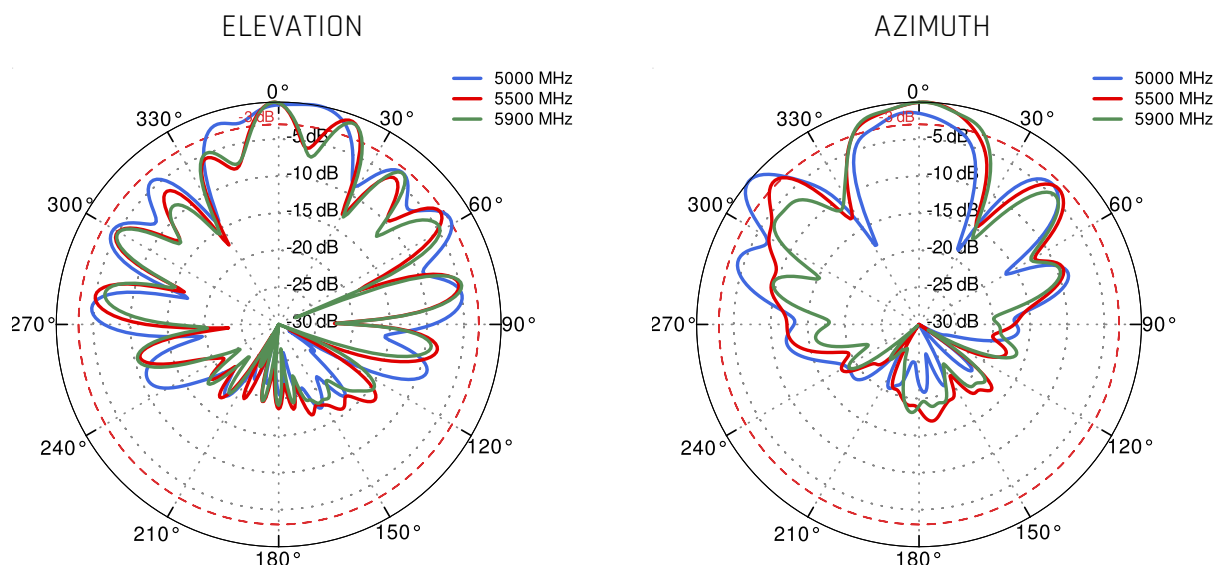 ELEVATION
5000 MHz
5500 MHz
5900 MHz
0°
30°
60°
90°
120°
150°
180°
210°
240°
270°
300°
330°
-3 dB
-5 dB
-10 dB
-15 dB
-20 dB
-25 dB
-30 dB
AZIMUTH
5000 MHz
5500 MHz
5900 MHz
0°
30°
60°
90°
120°
150°
180°
210°
240°
270°
300°
330°
-3 dB
-5 dB
-10 dB
-15 dB
-20 dB
-25 dB
-30 dB